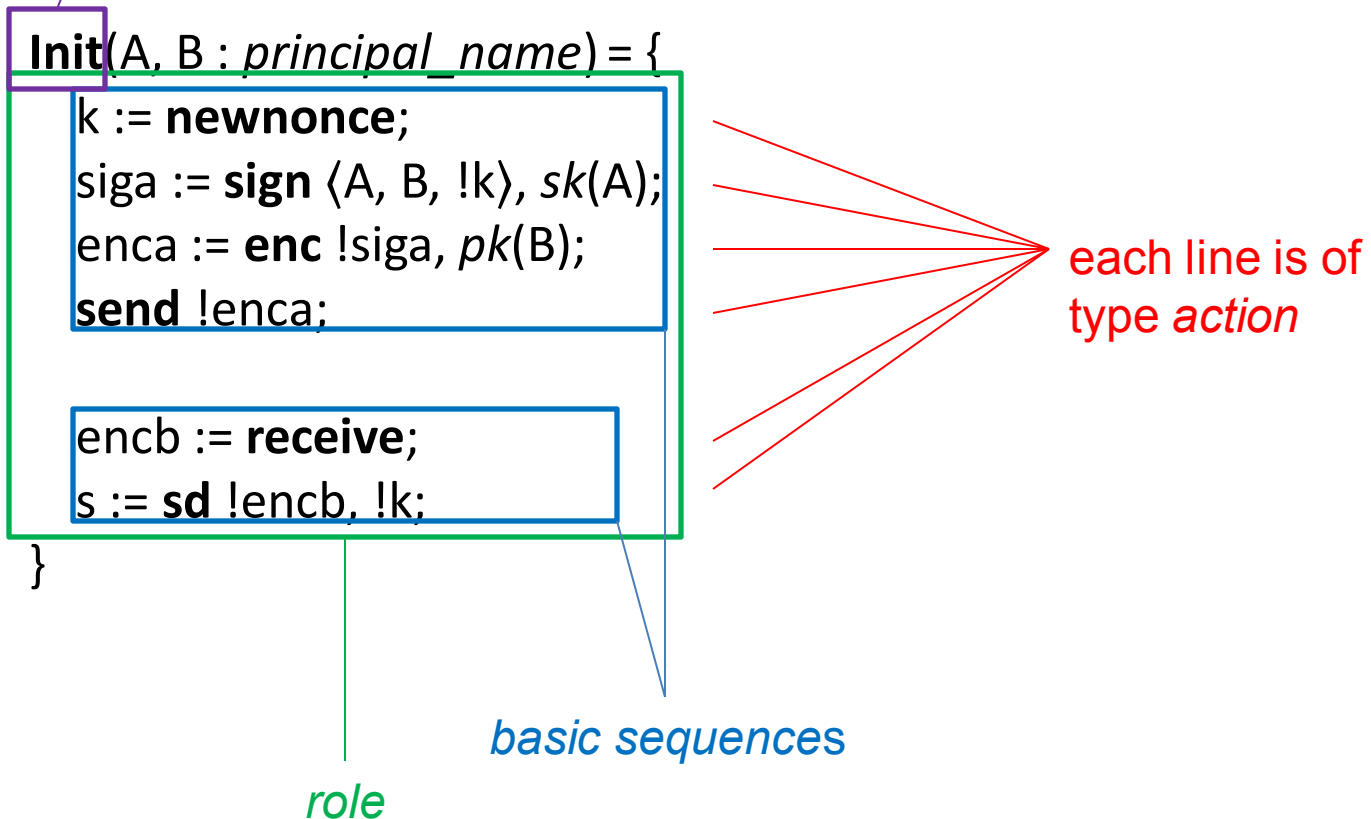 Init(A, B : principal_name) = {
k := newnonce;
siga := sign ⟨A, B, !k⟩, sk(A);
enca := enc !siga, pk(B);
send !enca;
encb := receive;
s := sd !encb, !k;
}
each line is of
type action
basic sequences
role